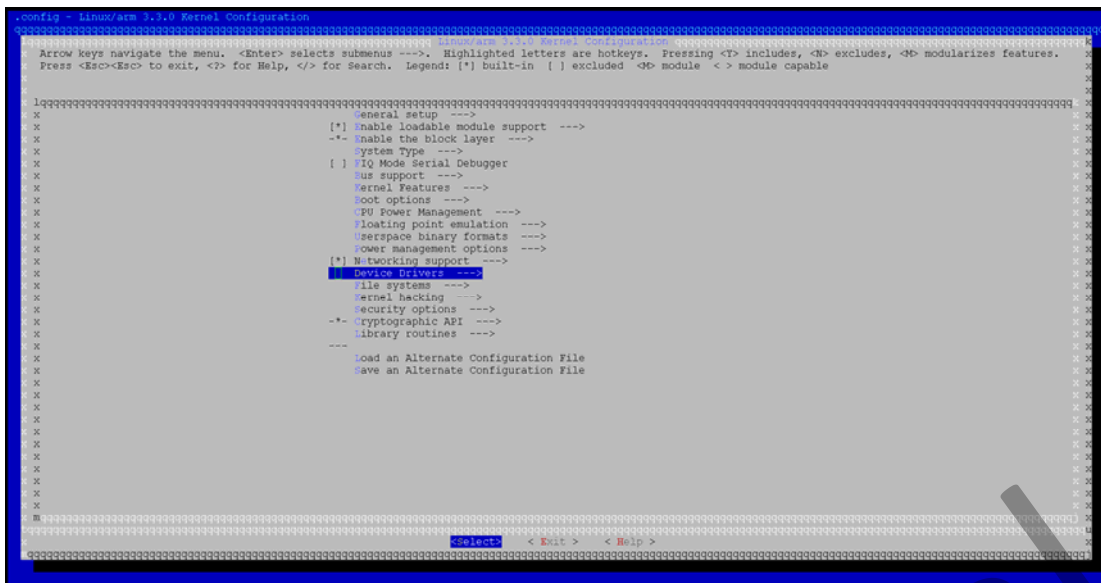 .config - Linux/arm 3.3.0 Kernel Configuration
Linux/arm 3.3.0 Kernel Configuration
Arrow keys navigate the menu.  <Enter> selects submenus --->.  Highlighted letters are hotkeys.  Pressing <Y> includes, <N> excludes, <M> modularizes features.
Press <Esc><Esc> to exit, <?> for Help, </> for Search.  Legend: [*] built-in  [ ] excluded  <M> module  < > module capable
General setup  --->
[*] Enable loadable module support  --->
-*- Enable the block layer  --->
System Type  --->
[ ] FIQ Mode Serial Debugger
Bus support  --->
Kernel Features  --->
Boot options  --->
CPU Power Management  --->
Floating point emulation  --->
Userspace binary formats  --->
Power management options  --->
[*] Networking support  --->
Device Drivers  --->
File systems  --->
Kernel hacking  --->
Security options  --->
-*- Cryptographic API  --->
Library routines  --->
---
Load an Alternate Configuration File
Save an Alternate Configuration File
<Select>    < Exit >    < Help >